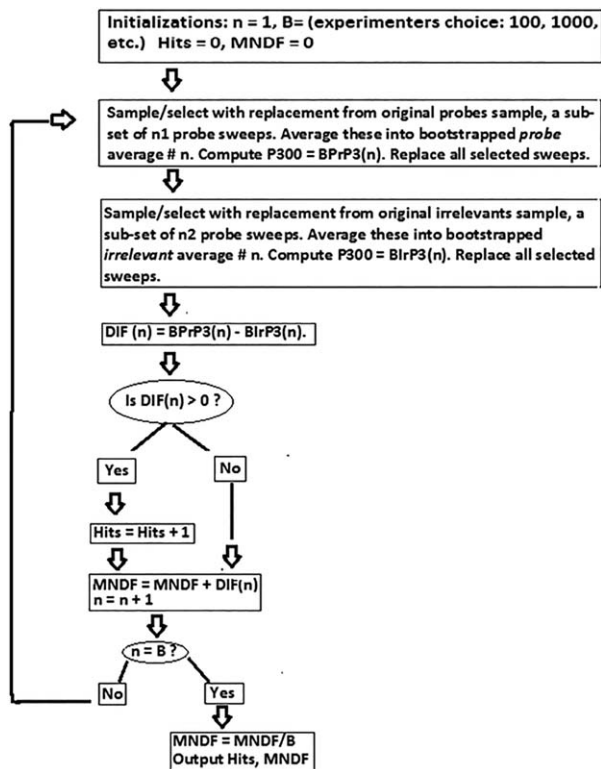 Initializations: n = 1, B= (experimenters choice: 100, 1000,
etc.) Hits = 0, MNDF = 0
Sample/select with replacement from original probes sample, a sub-
set of n1 probe sweeps. Average these into bootstrapped probe
average # n. Compute P300 = BPrP3(n). Replace all selected sweeps.
Sample/select with replacement from original irrelevants sample, a
sub-set of n2 probe sweeps. Average these into bootstrapped
irrelevant average # n. Compute P300 = BIrP3(n). Replace all selected
sweeps.
DIF (n) = BPrP3(n) - BIrP3(n).
Is DIF(n) > 0 ?
Yes
No
Hits = Hits + 1
MNDF = MNDF + DIF(n)
n = n + 1
n = B ?
No
Yes
MNDF = MNDF/B
Output Hits, MNDF